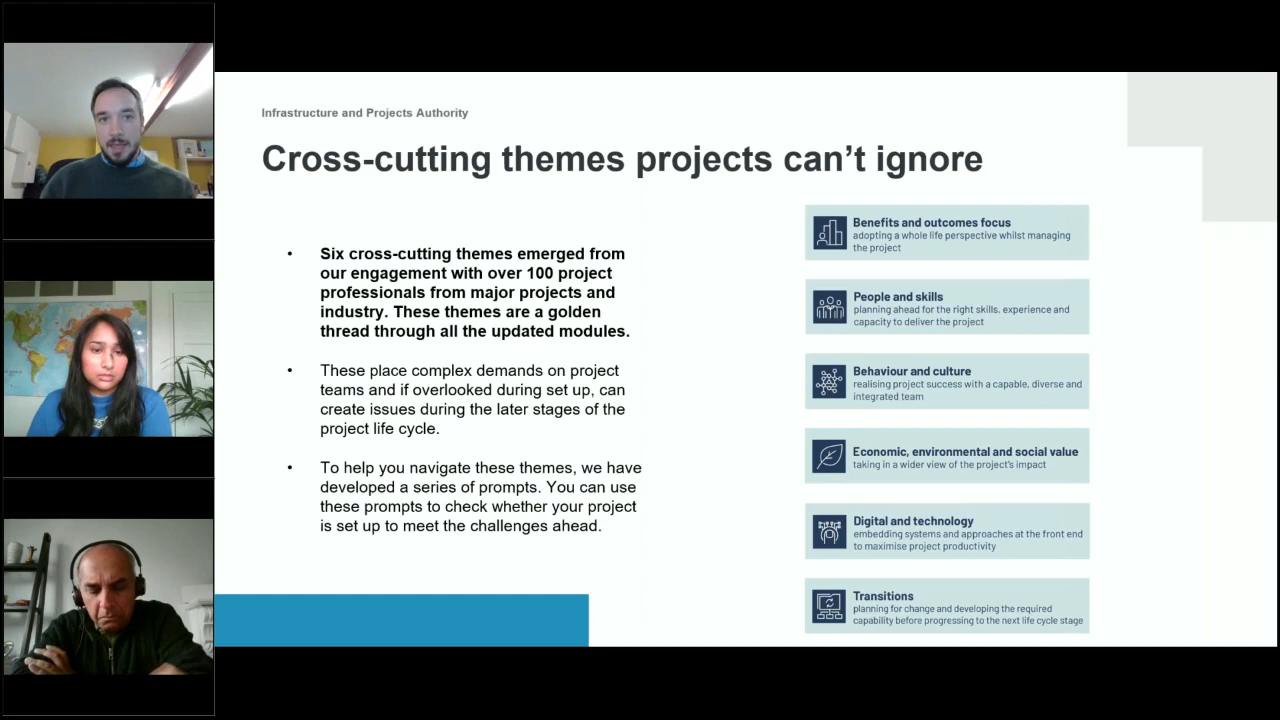 Infrastructure and Projects Authority
Cross-cutting themes projects can't ignore
• Six cross-cutting themes emerged from
our engagement with over 100 project
professionals from major projects and
industry. These themes are a golden
thread through all the updated modules.
• These place complex demands on project
teams and if overlooked during set up, can
create issues during the later stages of the
project life cycle.
• To help you navigate these themes, we have
developed a series of prompts. You can use
these prompts to check whether your project
is set up to meet the challenges ahead.
Benefits and outcomes focus
adopting a whole life perspective whilst managing
the project
People and skills
planning ahead for the right skills, experience and
capacity to deliver the project
Behaviour and culture
realising project success with a capable, diverse and
integrated team
Economic, environmental and social value
taking in a wider view of the project's impact
Digital and technology
embedding systems and approaches at the front end
to maximise project productivity
Transitions
planning for change and developing the required
capability before progressing to the next life cycle stage